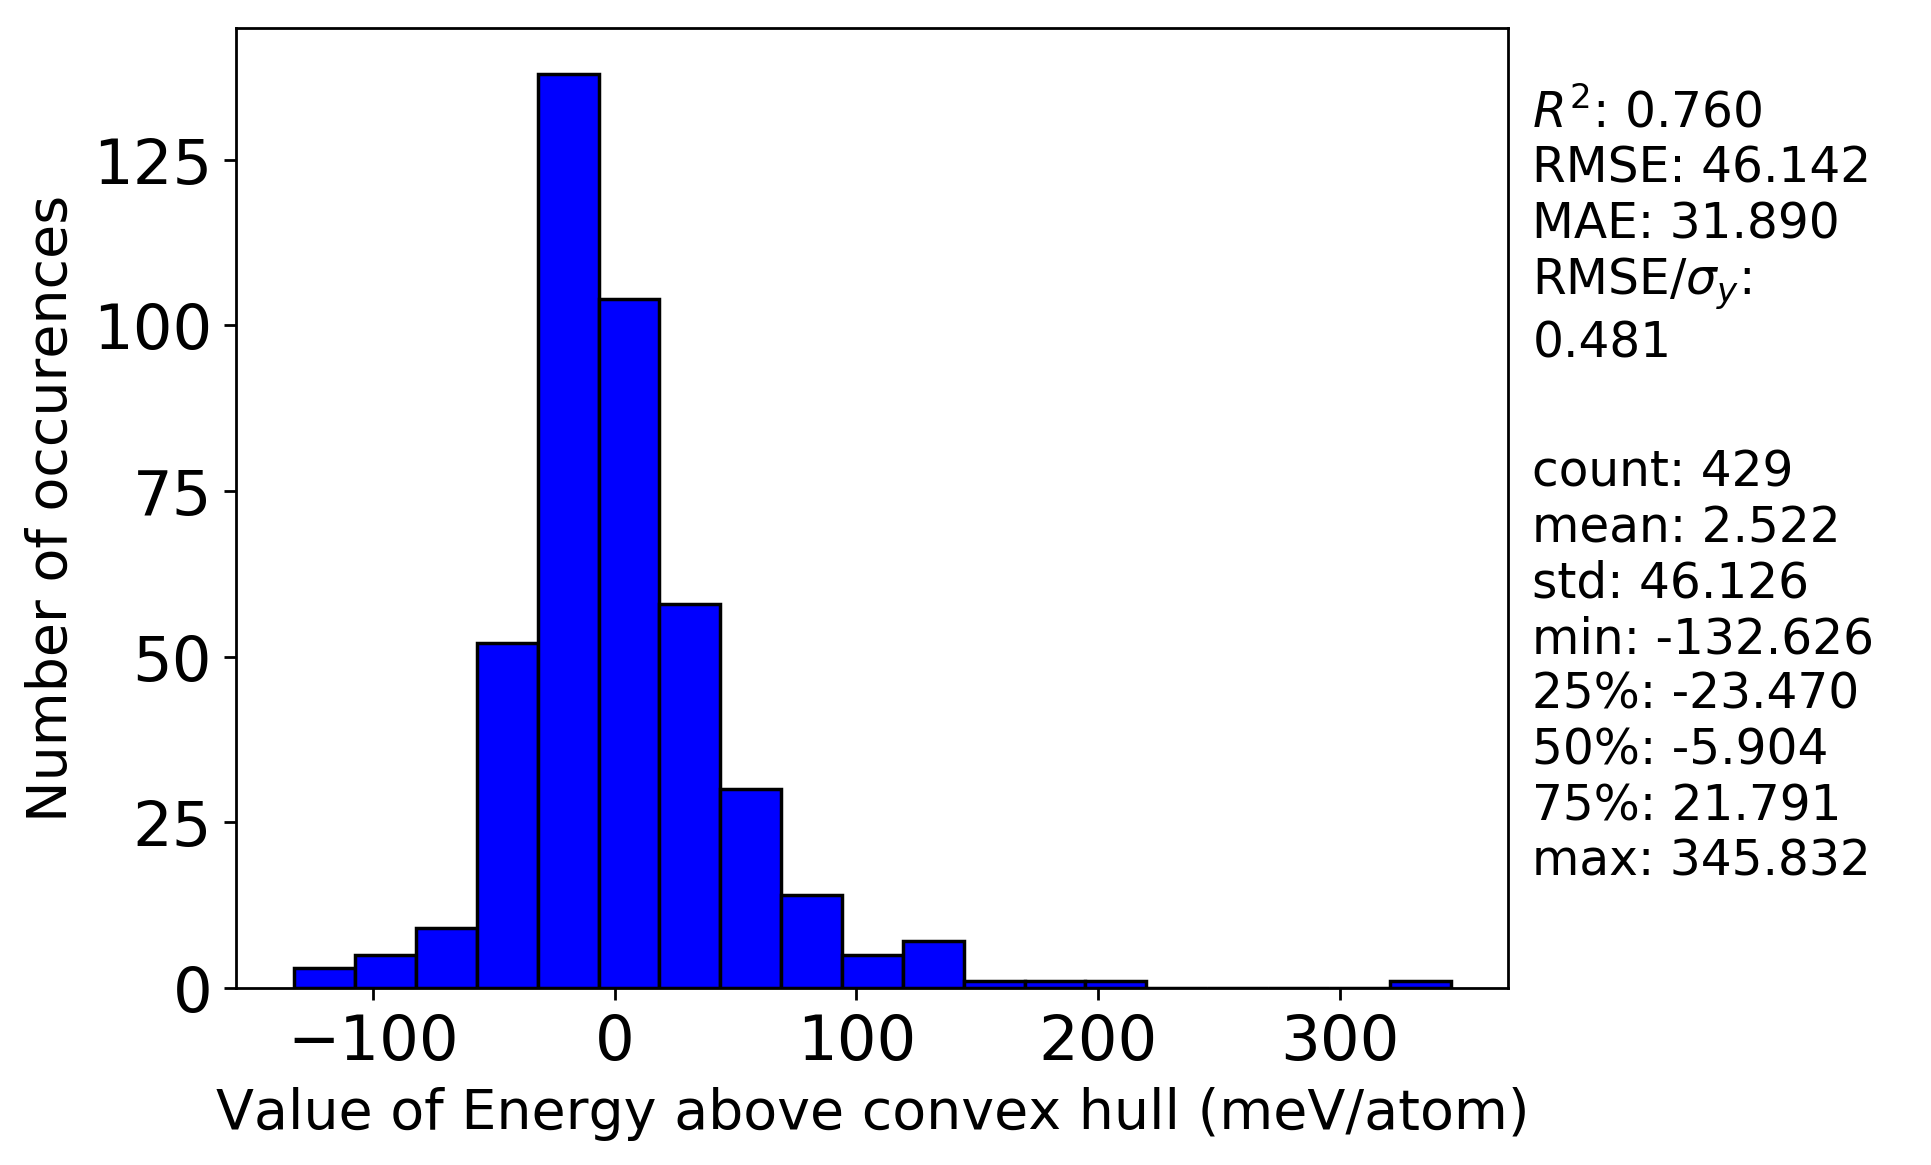 Number of occurences
125
100
75
50
25
0
−100 0 100 200 300
Value of Energy above convex hull (meV/atom)
R²: 0.760
RMSE: 46.142
MAE: 31.890
RMSE/σ_y:
0.481
count: 429
mean: 2.522
std: 46.126
min: -132.626
25%: -23.470
50%: -5.904
75%: 21.791
max: 345.832